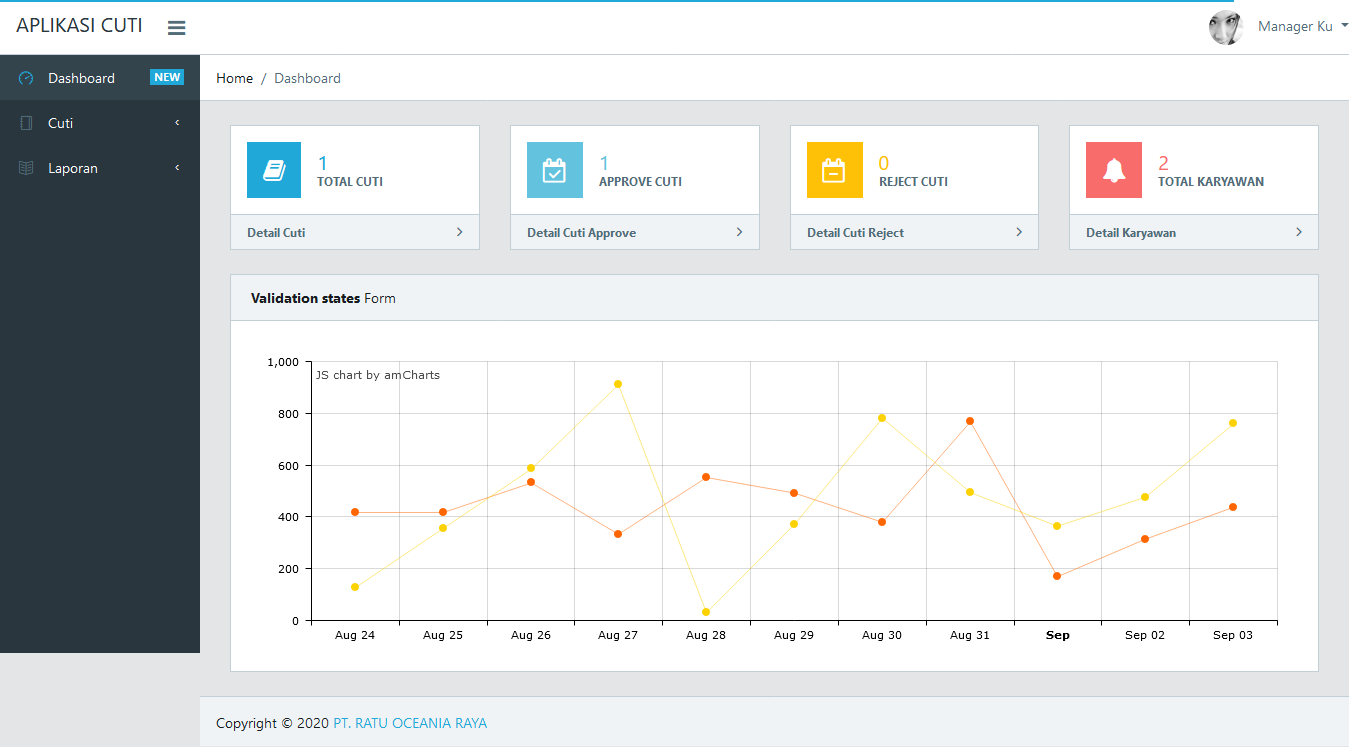 APLIKASI CUTI
Manager Ku
Dashboard NEW
Cuti
Laporan
Home / Dashboard
1
TOTAL CUTI
Detail Cuti
1
APPROVE CUTI
Detail Cuti Approve
0
REJECT CUTI
Detail Cuti Reject
2
TOTAL KARYAWAN
Detail Karyawan
Validation states Form
JS chart by amCharts
1,000
800
600
400
200
0
Aug 24 Aug 25 Aug 26 Aug 27 Aug 28 Aug 29 Aug 30 Aug 31 Sep Sep 02 Sep 03
Copyright © 2020 PT. RATU OCEANIA RAYA